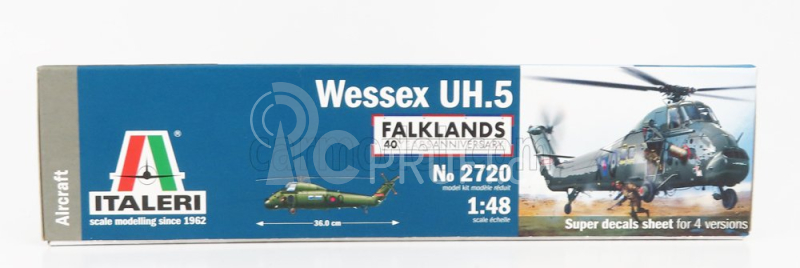 Aircraft
ITALERI
scale modelling since 1962
36.0 cm
Wessex UH.5
FALKLANDS
40 ANNIVERSARY
No 2720
model kit modèle réduit
1:48
scale échelle
Super decals sheet for 4 versions